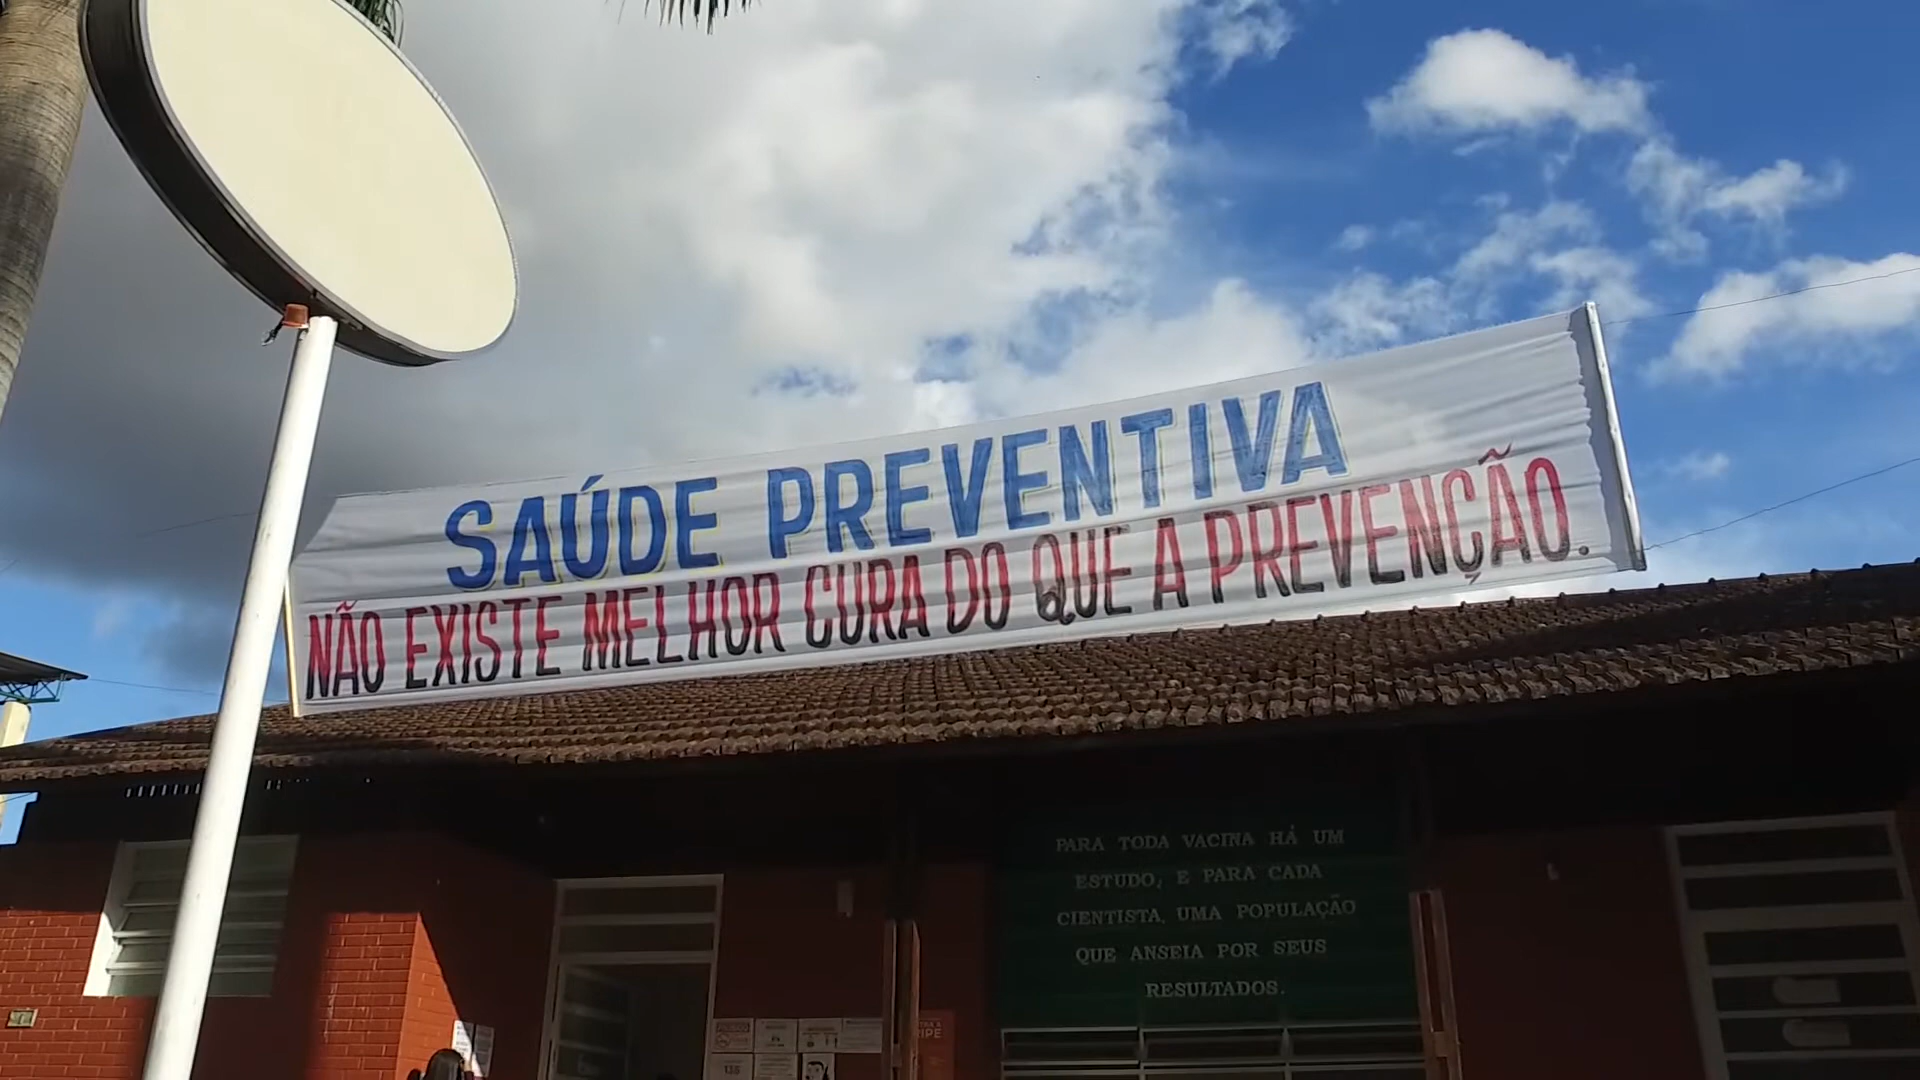 SAÚDE PREVENTIVA
NÃO EXISTE MELHOR CURA DO QUE A PREVENÇÃO.
PARA TODA VACINA HÁ UM
ESTUDO, E PARA CADA
CIENTISTA, UMA POPULAÇÃO
QUE ANSEIA POR SEUS
RESULTADOS.